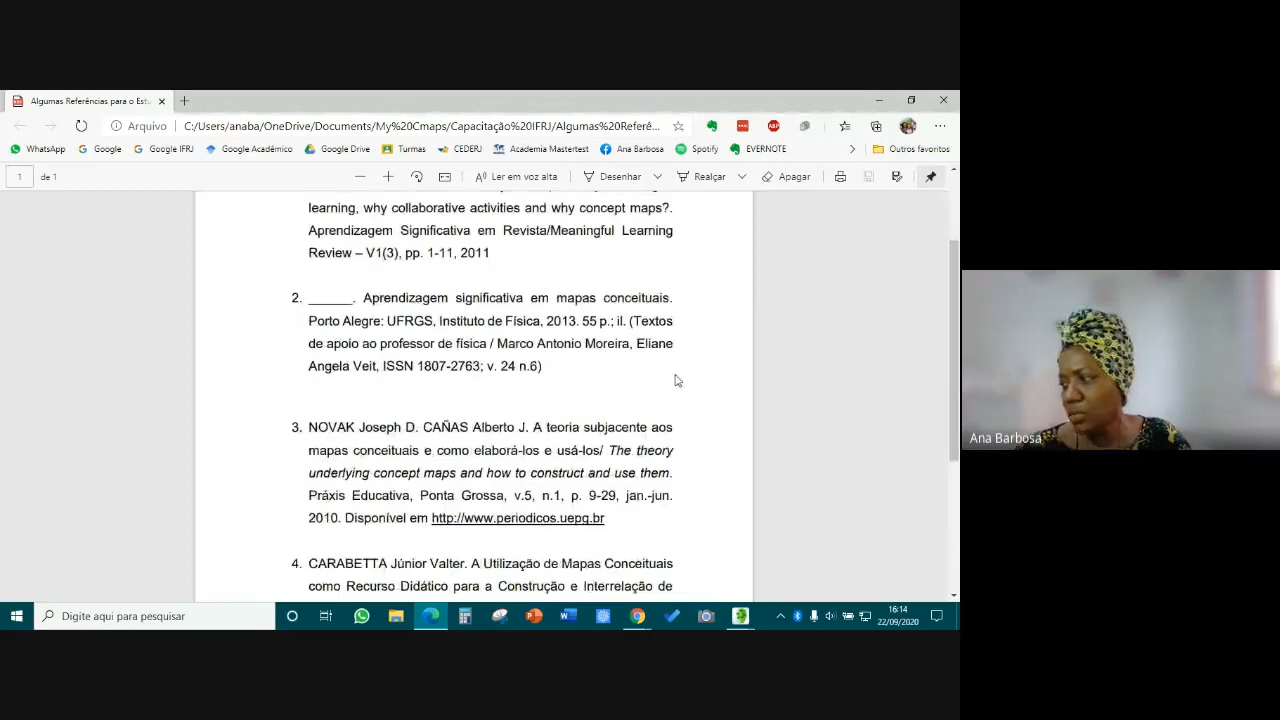 Algumas Referências para o Estu
Arquivo
C:/Users/anaba/OneDrive/Documents/My%20Cmaps/Capacitação%20IFRJ/Algumas%20Referê...
WhatsApp
Google
Google IFRJ
Google Acadêmico
Google Drive
Turmas
CEDERJ
Academia Mastertest
Ana Barbosa
Spotify
EVERNOTE
Outros favoritos
1 de 1
Ler em voz alta
Desenhar
Realçar
Apagar
learning, why collaborative activities and why concept maps?.
Aprendizagem Significativa em Revista/Meaningful Learning
Review – V1(3), pp. 1-11, 2011
2. ______. Aprendizagem significativa em mapas conceituais.
Porto Alegre: UFRGS, Instituto de Física, 2013. 55 p.; il. (Textos
de apoio ao professor de física / Marco Antonio Moreira, Eliane
Angela Veit, ISSN 1807-2763; v. 24 n.6)
3. NOVAK Joseph D. CAÑAS Alberto J. A teoria subjacente aos
mapas conceituais e como elaborá-los e usá-los/ The theory
underlying concept maps and how to construct and use them.
Práxis Educativa, Ponta Grossa, v.5, n.1, p. 9-29, jan.-jun.
2010. Disponível em http://www.periodicos.uepg.br
4. CARABETTA Júnior Valter. A Utilização de Mapas Conceituais
como Recurso Didático para a Construção e Interrelação de
Ana Barbosa
Digite aqui para pesquisar
16:14
22/09/2020